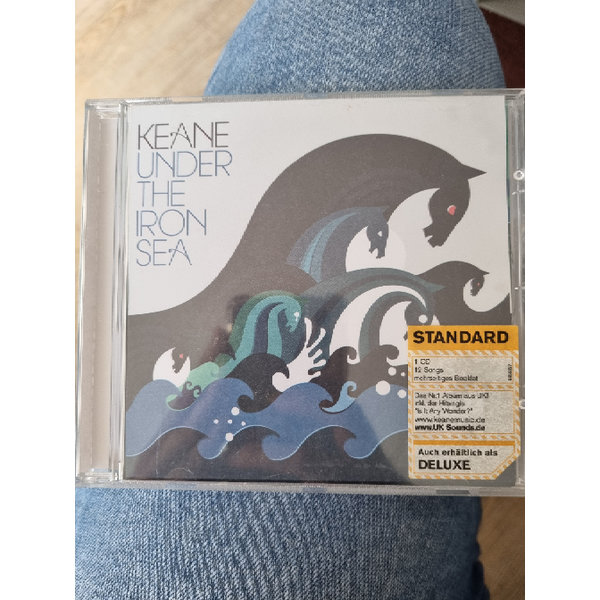 KEANE
UNDER
THE
IRON
SEA
STANDARD
1 CD
12 Songs
mehrseitiges Booklet
Das No.1 Album aus UK!
inkl. der Hitsingle
"Is It Any Wonder?"
www.keanemusic.de
www.UK Sounds.de
Auch erhältlich als
DELUXE